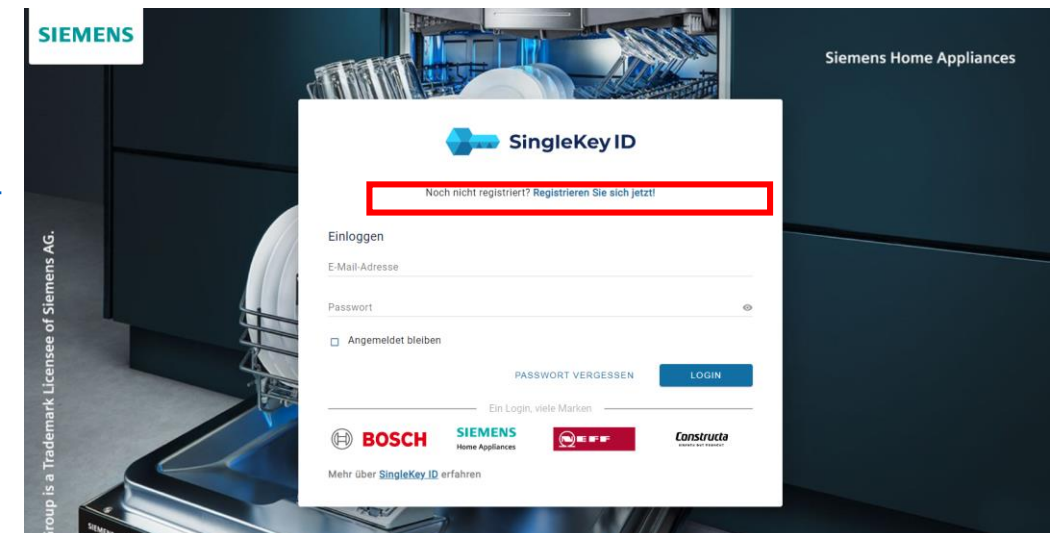 SIEMENS
Siemens Home Appliances
SingleKey ID
Noch nicht registriert? Registrieren Sie sich jetzt!
Einloggen
E-Mail-Adresse
Passwort
Angemeldet bleiben
PASSWORT VERGESSEN
LOGIN
Ein Login, viele Marken
BOSCH
SIEMENS
Home Appliances
NEFF
Constructa
Mehr über SingleKey ID erfahren
Group is a Trademark Licensee of Siemens AG.